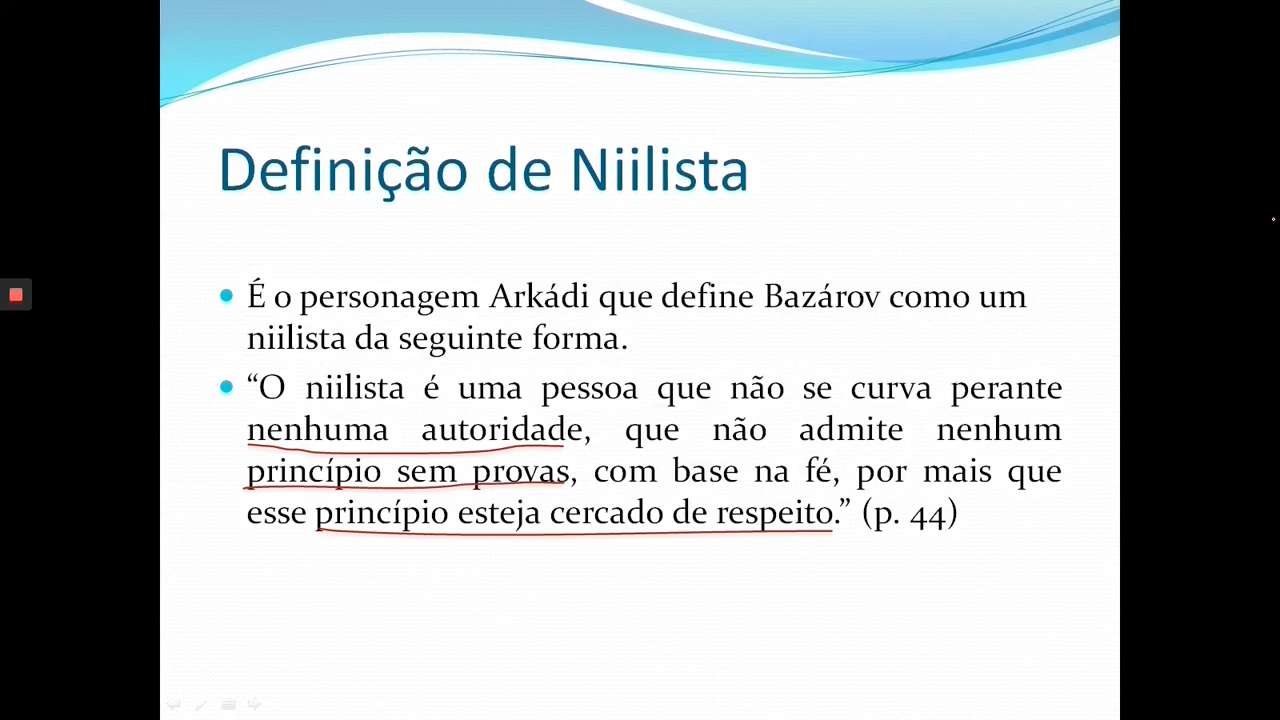 Definição de Niilista
É o personagem Arkádi que define Bazárov como um
niilista da seguinte forma.
“O niilista é uma pessoa que não se curva perante
nenhuma autoridade, que não admite nenhum
princípio sem provas, com base na fé, por mais que
esse princípio esteja cercado de respeito.” (p. 44)